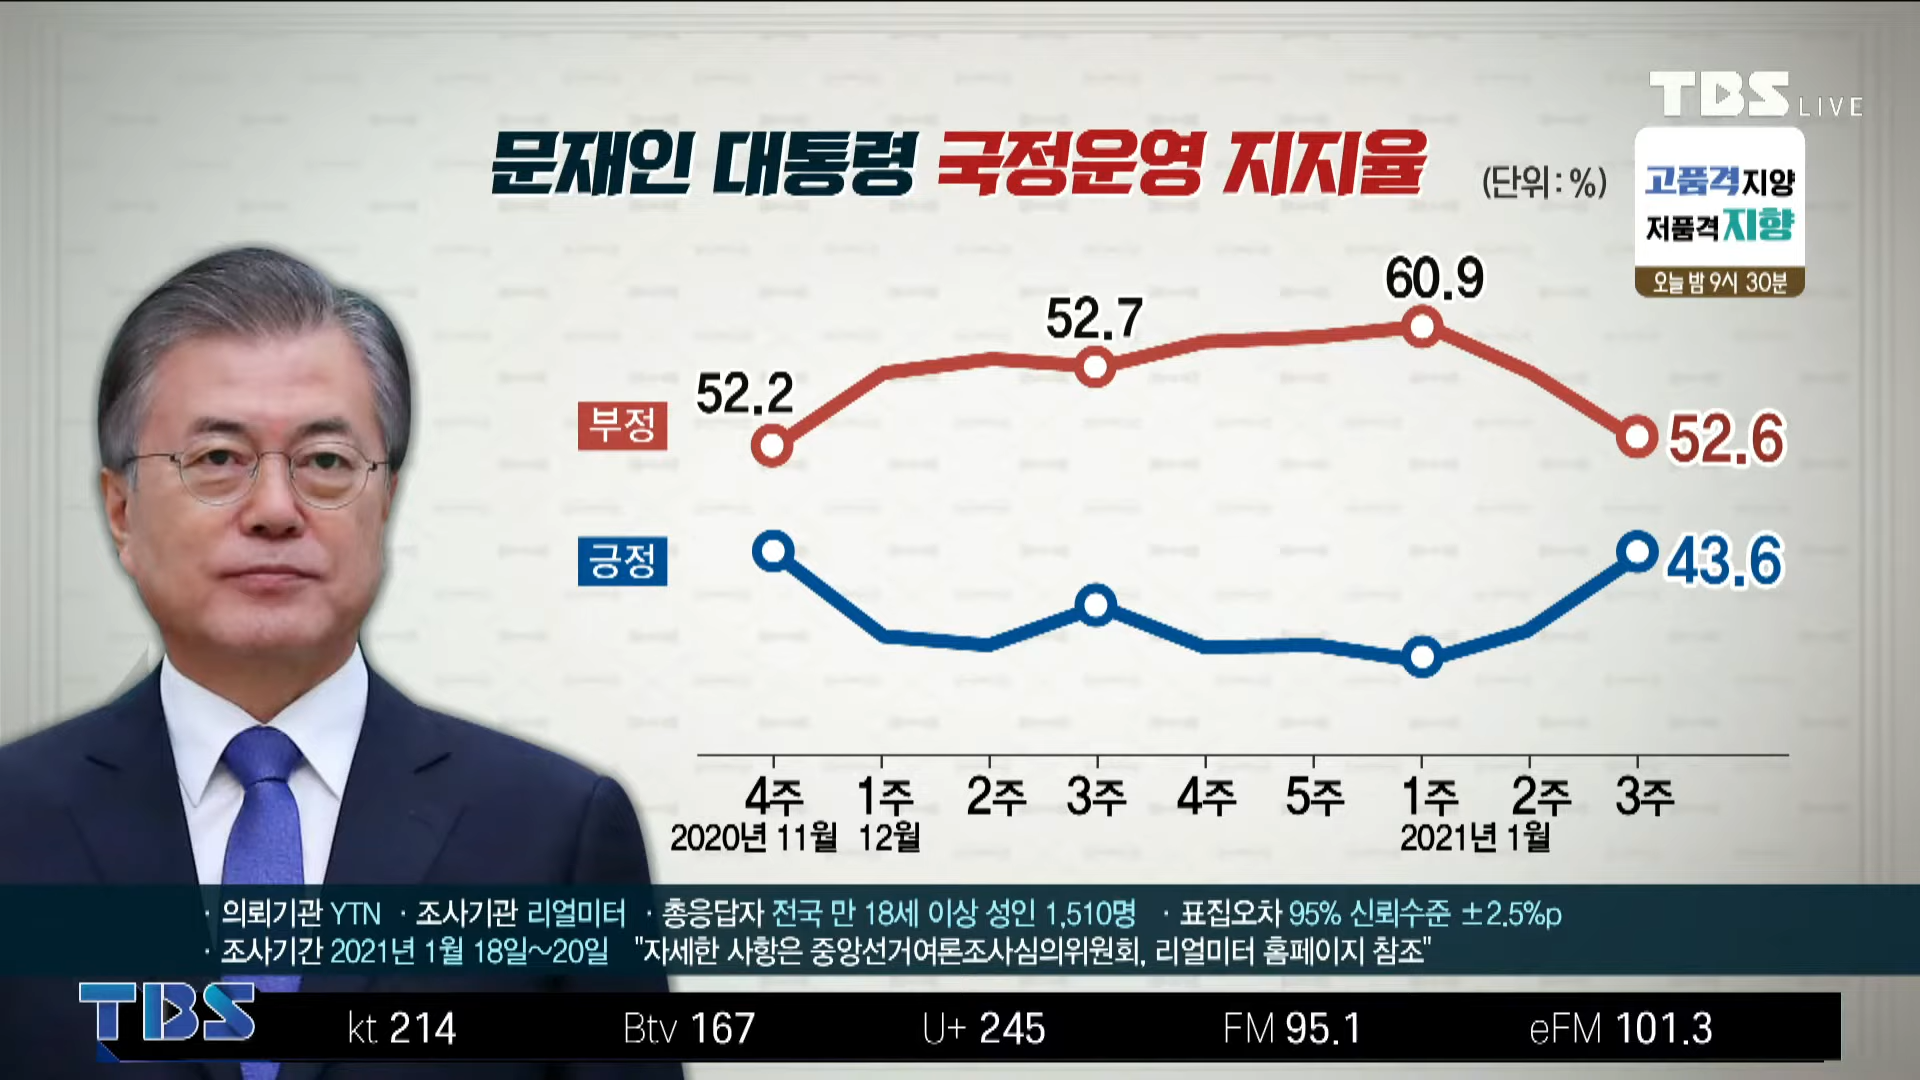 TBS LIVE
문재인 대통령 국정운영 지지율 (단위:%)
고품격지양
저품격지향
오늘 밤 9시 30분
60.9
52.7
52.2
부정
52.6
긍정
43.6
4주 1주 2주 3주 4주 5주 1주 2주 3주
2020년 11월 12월 2021년 1월
· 의뢰기관 YTN · 조사기관 리얼미터 · 총응답자 전국 만 18세 이상 성인 1,510명 · 표집오차 95% 신뢰수준 ±2.5%p
· 조사기간 2021년 1월 18일~20일 "자세한 사항은 중앙선거여론조사심의위원회, 리얼미터 홈페이지 참조"
TBS kt 214 Btv 167 U+ 245 FM 95.1 eFM 101.3